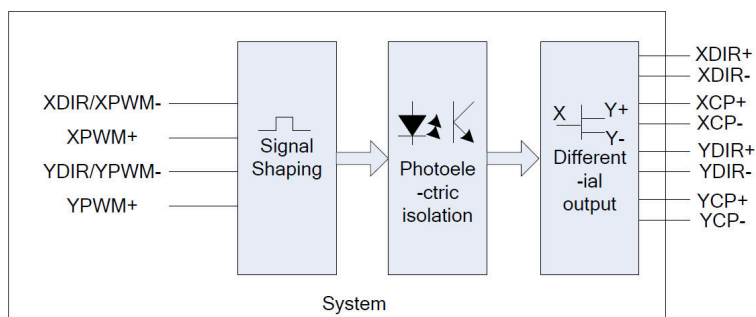 XDIR/XPWM-
XPWM+
YDIR/YPWM-
YPWM+
Signal
Shaping
Photoele
-ctric
isolation
X
Y+
Y-
Different
-ial
output
XDIR+
XDIR-
XCP+
XCP-
YDIR+
YDIR-
YCP+
YCP-
System